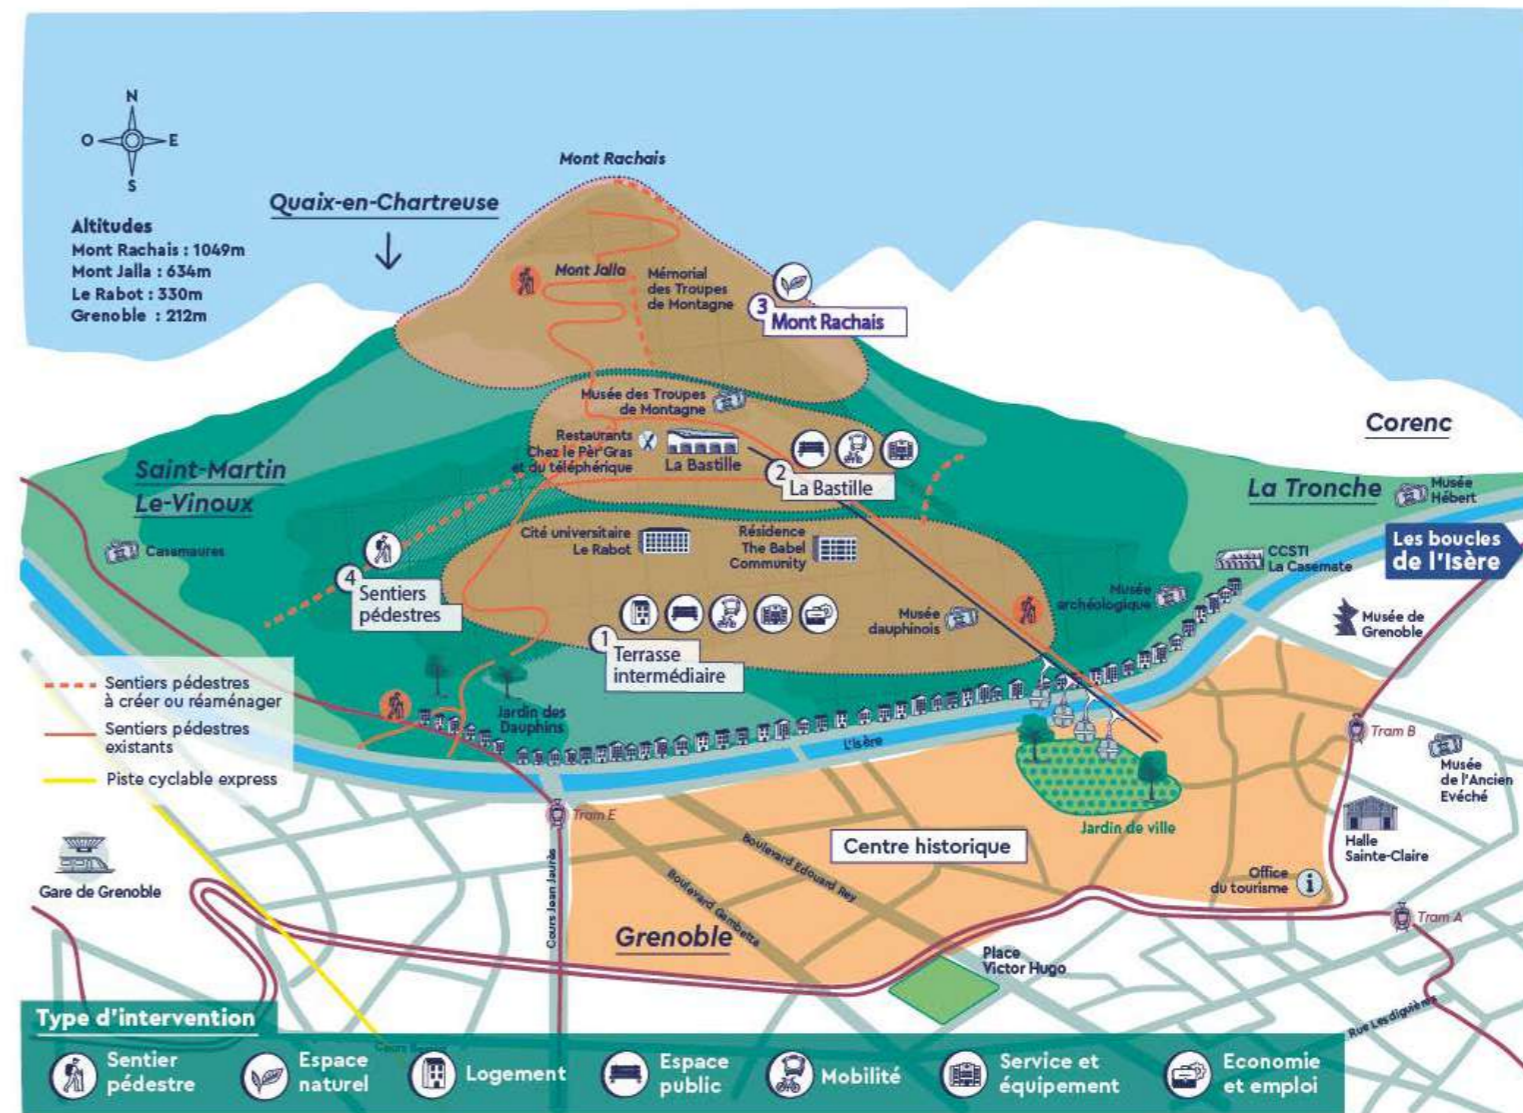 N
O
E
S
Altitudes
Mont Rachais : 1049m
Mont Jalla : 634m
Le Rabot : 330m
Grenoble : 212m
Quaix-en-Chartreuse
Mont Rachais
Mont Jalla
Mémorial
des Troupes
de Montagne
3
Mont Rachais
Musée des Troupes
de Montagne
Restaurants
Chez le Pèr'Gras
et du téléphérique
La Bastille
2
La Bastille
Saint-Martin
Le-Vinoux
Casamaures
Corenc
La Tronche
Musée
Hébert
Les boucles
de l'Isère
CCSTI
La Casemate
Cité universitaire
Le Rabot
Résidence
The Babel
Community
4
Sentiers
pédestres
1
Terrasse
intermédiaire
Musée
dauphinois
Musée
archéologique
Musée de
Grenoble
Sentiers pédestres
à créer ou réaménager
Sentiers pédestres
existants
Piste cyclable express
Jardin des
Dauphins
L'Isère
Tram B
Musée
de l'Ancien
Evéché
Tram E
Jardin de ville
Centre historique
Halle
Sainte-Claire
Gare de Grenoble
Boulevard Edouard Rey
Boulevard Gambetta
Cours Jean Jaurès
Office
du tourisme
i
Tram A
Grenoble
Place
Victor Hugo
Rue Lesdiguières
Type d'intervention
Sentier
pédestre
Espace
naturel
Logement
Espace
public
Mobilité
Service et
équipement
Economie
et emploi